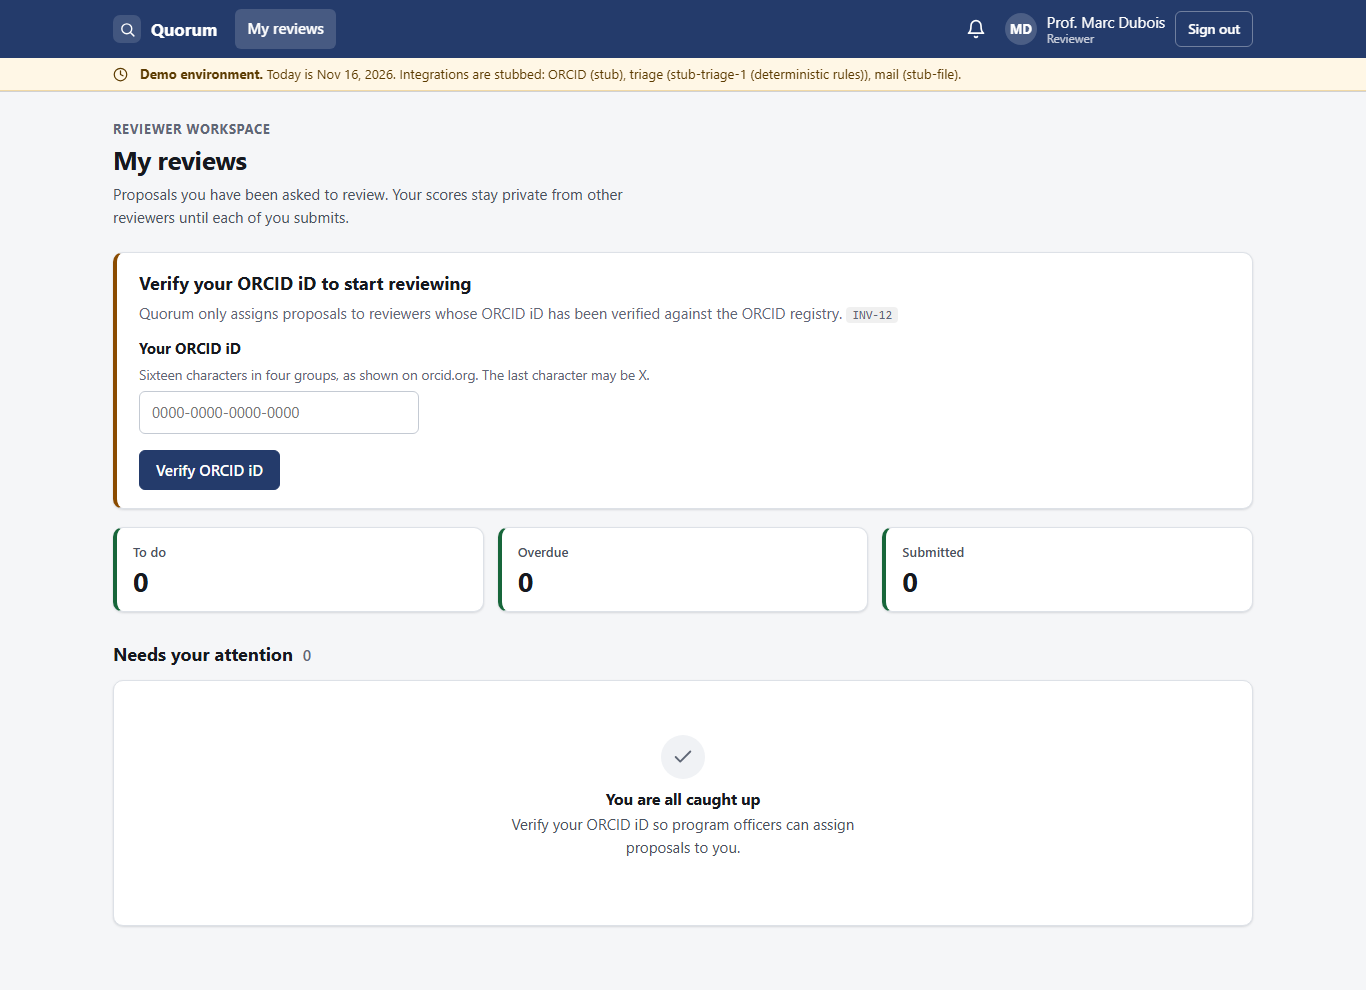 Quorum
My reviews
MD
Prof. Marc Dubois
Reviewer
Sign out
Demo environment. Today is Nov 16, 2026. Integrations are stubbed: ORCID (stub), triage (stub-triage-1 (deterministic rules)), mail (stub-file).
REVIEWER WORKSPACE
My reviews
Proposals you have been asked to review. Your scores stay private from other
reviewers until each of you submits.
Verify your ORCID iD to start reviewing
Quorum only assigns proposals to reviewers whose ORCID iD has been verified against the ORCID registry. INV-12
Your ORCID iD
Sixteen characters in four groups, as shown on orcid.org. The last character may be X.
0000-0000-0000-0000
Verify ORCID iD
To do
0
Overdue
0
Submitted
0
Needs your attention 0
You are all caught up
Verify your ORCID iD so program officers can assign
proposals to you.